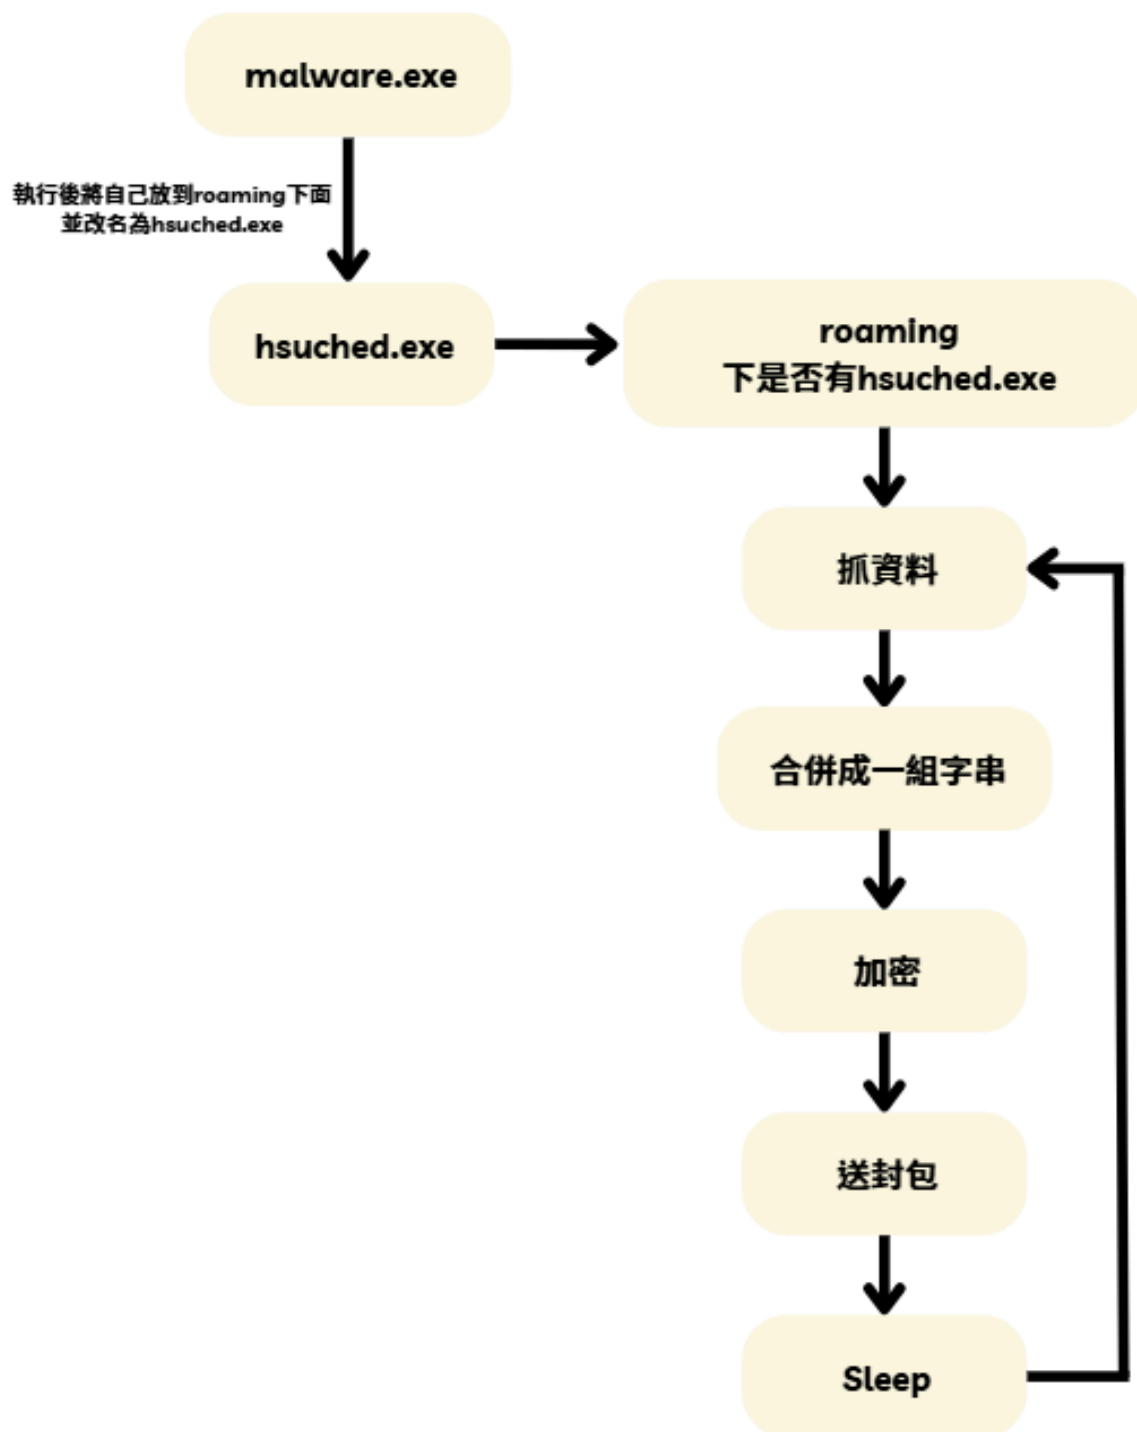 malware.exe
執行後將自己放到roaming下面
並改名為hsuched.exe
hsuched.exe
roaming
下是否有hsuched.exe
抓資料
合併成一組字串
加密
送封包
Sleep